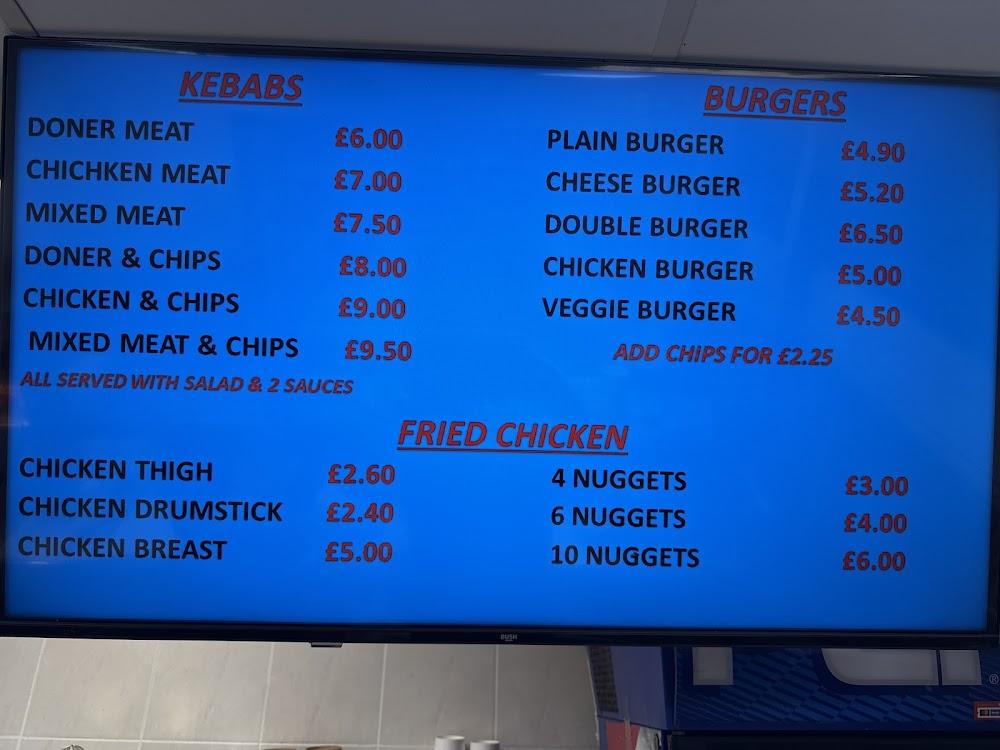 KEBABS
DONER MEAT £6.00
CHICHKEN MEAT £7.00
MIXED MEAT £7.50
DONER & CHIPS £8.00
CHICKEN & CHIPS £9.00
MIXED MEAT & CHIPS £9.50
ALL SERVED WITH SALAD & 2 SAUCES
BURGERS
PLAIN BURGER £4.90
CHEESE BURGER £5.20
DOUBLE BURGER £6.50
CHICKEN BURGER £5.00
VEGGIE BURGER £4.50
ADD CHIPS FOR £2.25
FRIED CHICKEN
CHICKEN THIGH £2.60
CHICKEN DRUMSTICK £2.40
CHICKEN BREAST £5.00
4 NUGGETS £3.00
6 NUGGETS £4.00
10 NUGGETS £6.00
BUSH